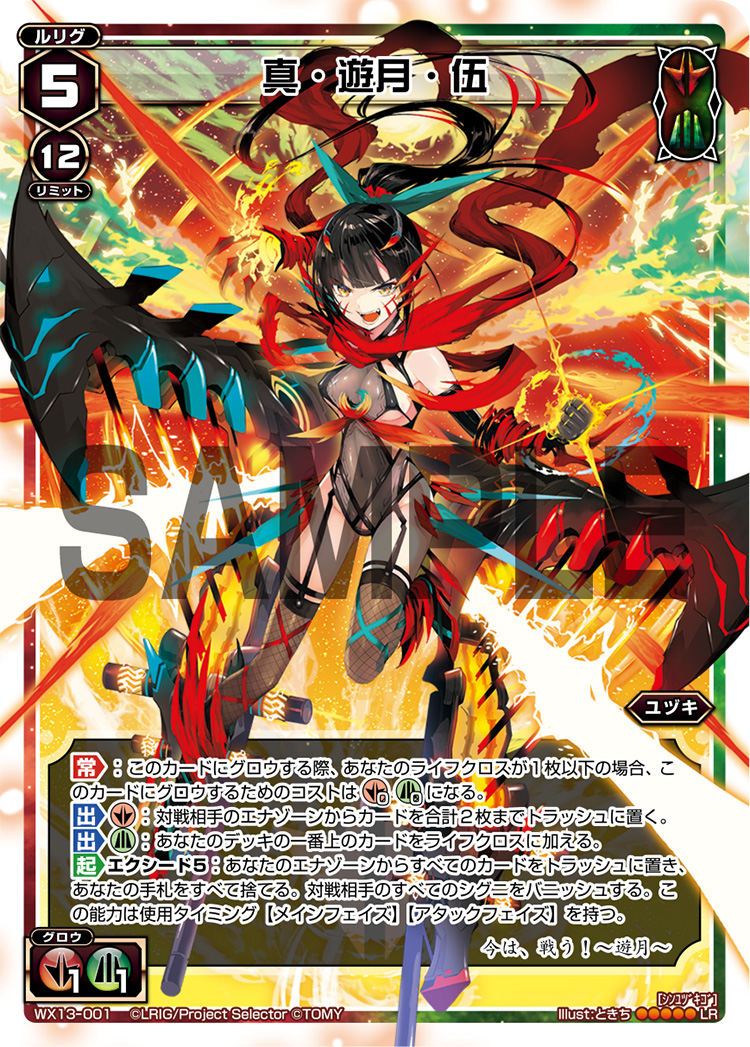 ルリグ
5
真・遊月・伍
12
リミット
SAMPLE
ユヅキ
常：このカードにグロウする際、あなたのライフクロスが１枚以下の場合、こ
のカードにグロウするためのコストは0 0になる。
出：対戦相手のエナゾーンからカードを合計２枚までトラッシュに置く。
出：あなたのデッキの一番上のカードをライフクロスに加える。
起エクシード５：あなたのエナゾーンからすべてのカードをトラッシュに置き、
あなたの手札をすべて捨てる。対戦相手のすべてのシグニをバニッシュする。こ
の能力は使用タイミング【メインフェイズ】【アタックフェイズ】を持つ。
今は、戦う！～遊月～
グロウ
1 1
[シンユヅキゴ]
WX13-001 ©LRIG/Project Selector ©TOMY Illust:ときち LR